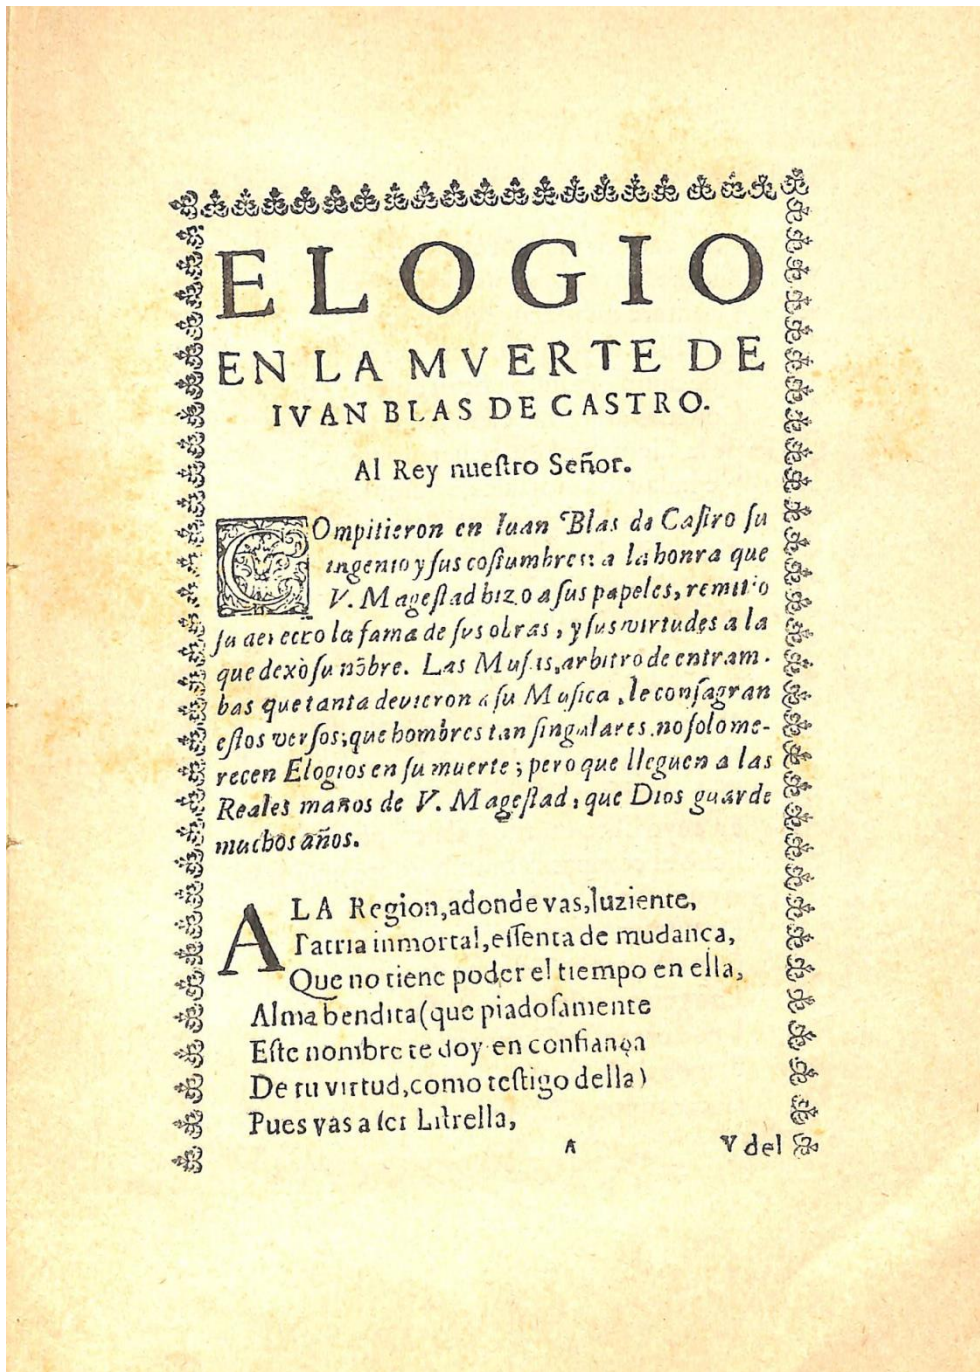 ELOGIO
EN LA MVERTE DE
IVAN BLAS DE CASTRO.
Al Rey nueſtro Señor.
COmpitieron en Iuan Blas de Caſtro ſu
ingenio y ſus coſtumbres: a la honra que
V. Mageſtad hizo a ſus papeles, remitio
ſu la fama de ſus obras, y ſus virtudes a la
que dexò ſu nõbre. Las Muſas, arbitro de entram-
bas que tanta devieron a ſu Muſica, le conſagran
eſtos verſos; que hombres tan ſingulares, no ſolo me-
recen Elogios en ſu muerte; pero que lleguen a las
Reales manos de V. Mageſtad, que Dios guarde
muchos años.
A LA Region, adonde vas, luziente,
Patria inmortal, eſſenta de mudança,
Que no tiene poder el tiempo en ella,
Alma bendita (que piadoſamente
Eſte nombre te doy en confiança
De tu virtud, como teſtigo della)
Pues vas a ſer Eſtrella,
A
Y del